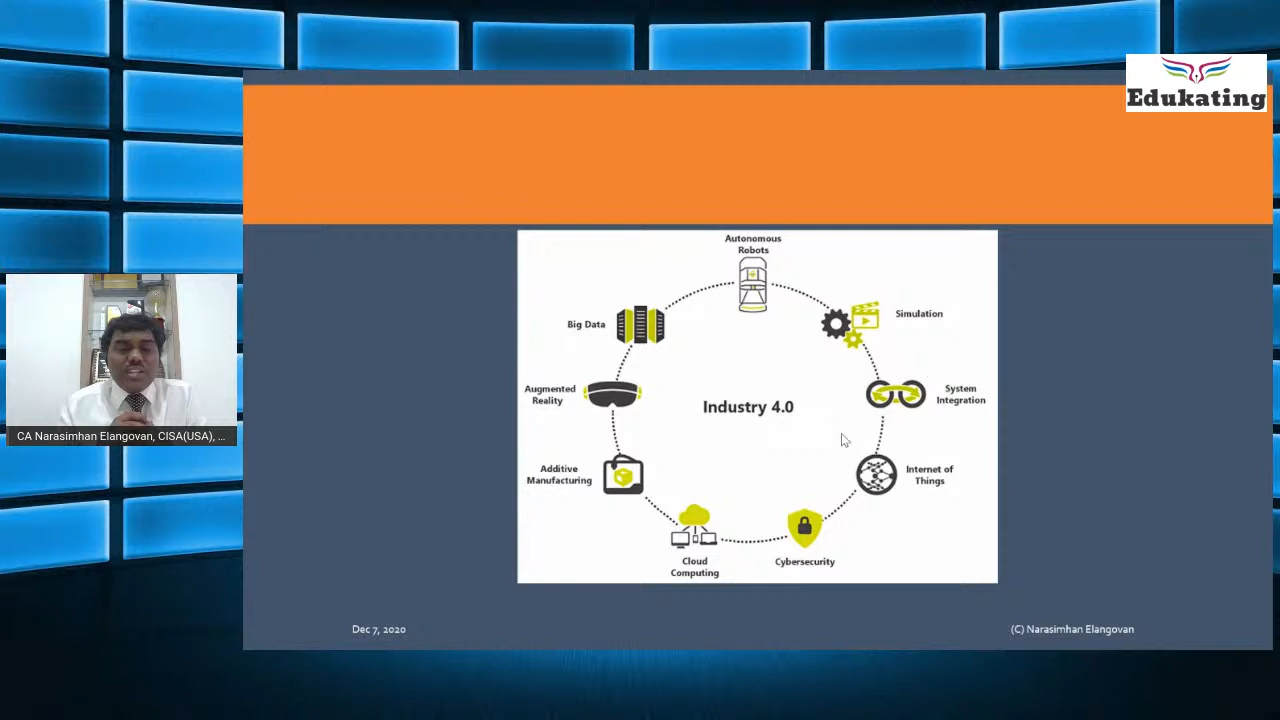 Edukating
Autonomous
Robots
Big Data
Simulation
Augmented
Reality
System
Integration
Industry 4.0
Additive
Manufacturing
Internet of
Things
Cloud
Computing
Cybersecurity
CA Narasimhan Elangovan, CISA(USA), ...
Dec 7, 2020
(C) Narasimhan Elangovan